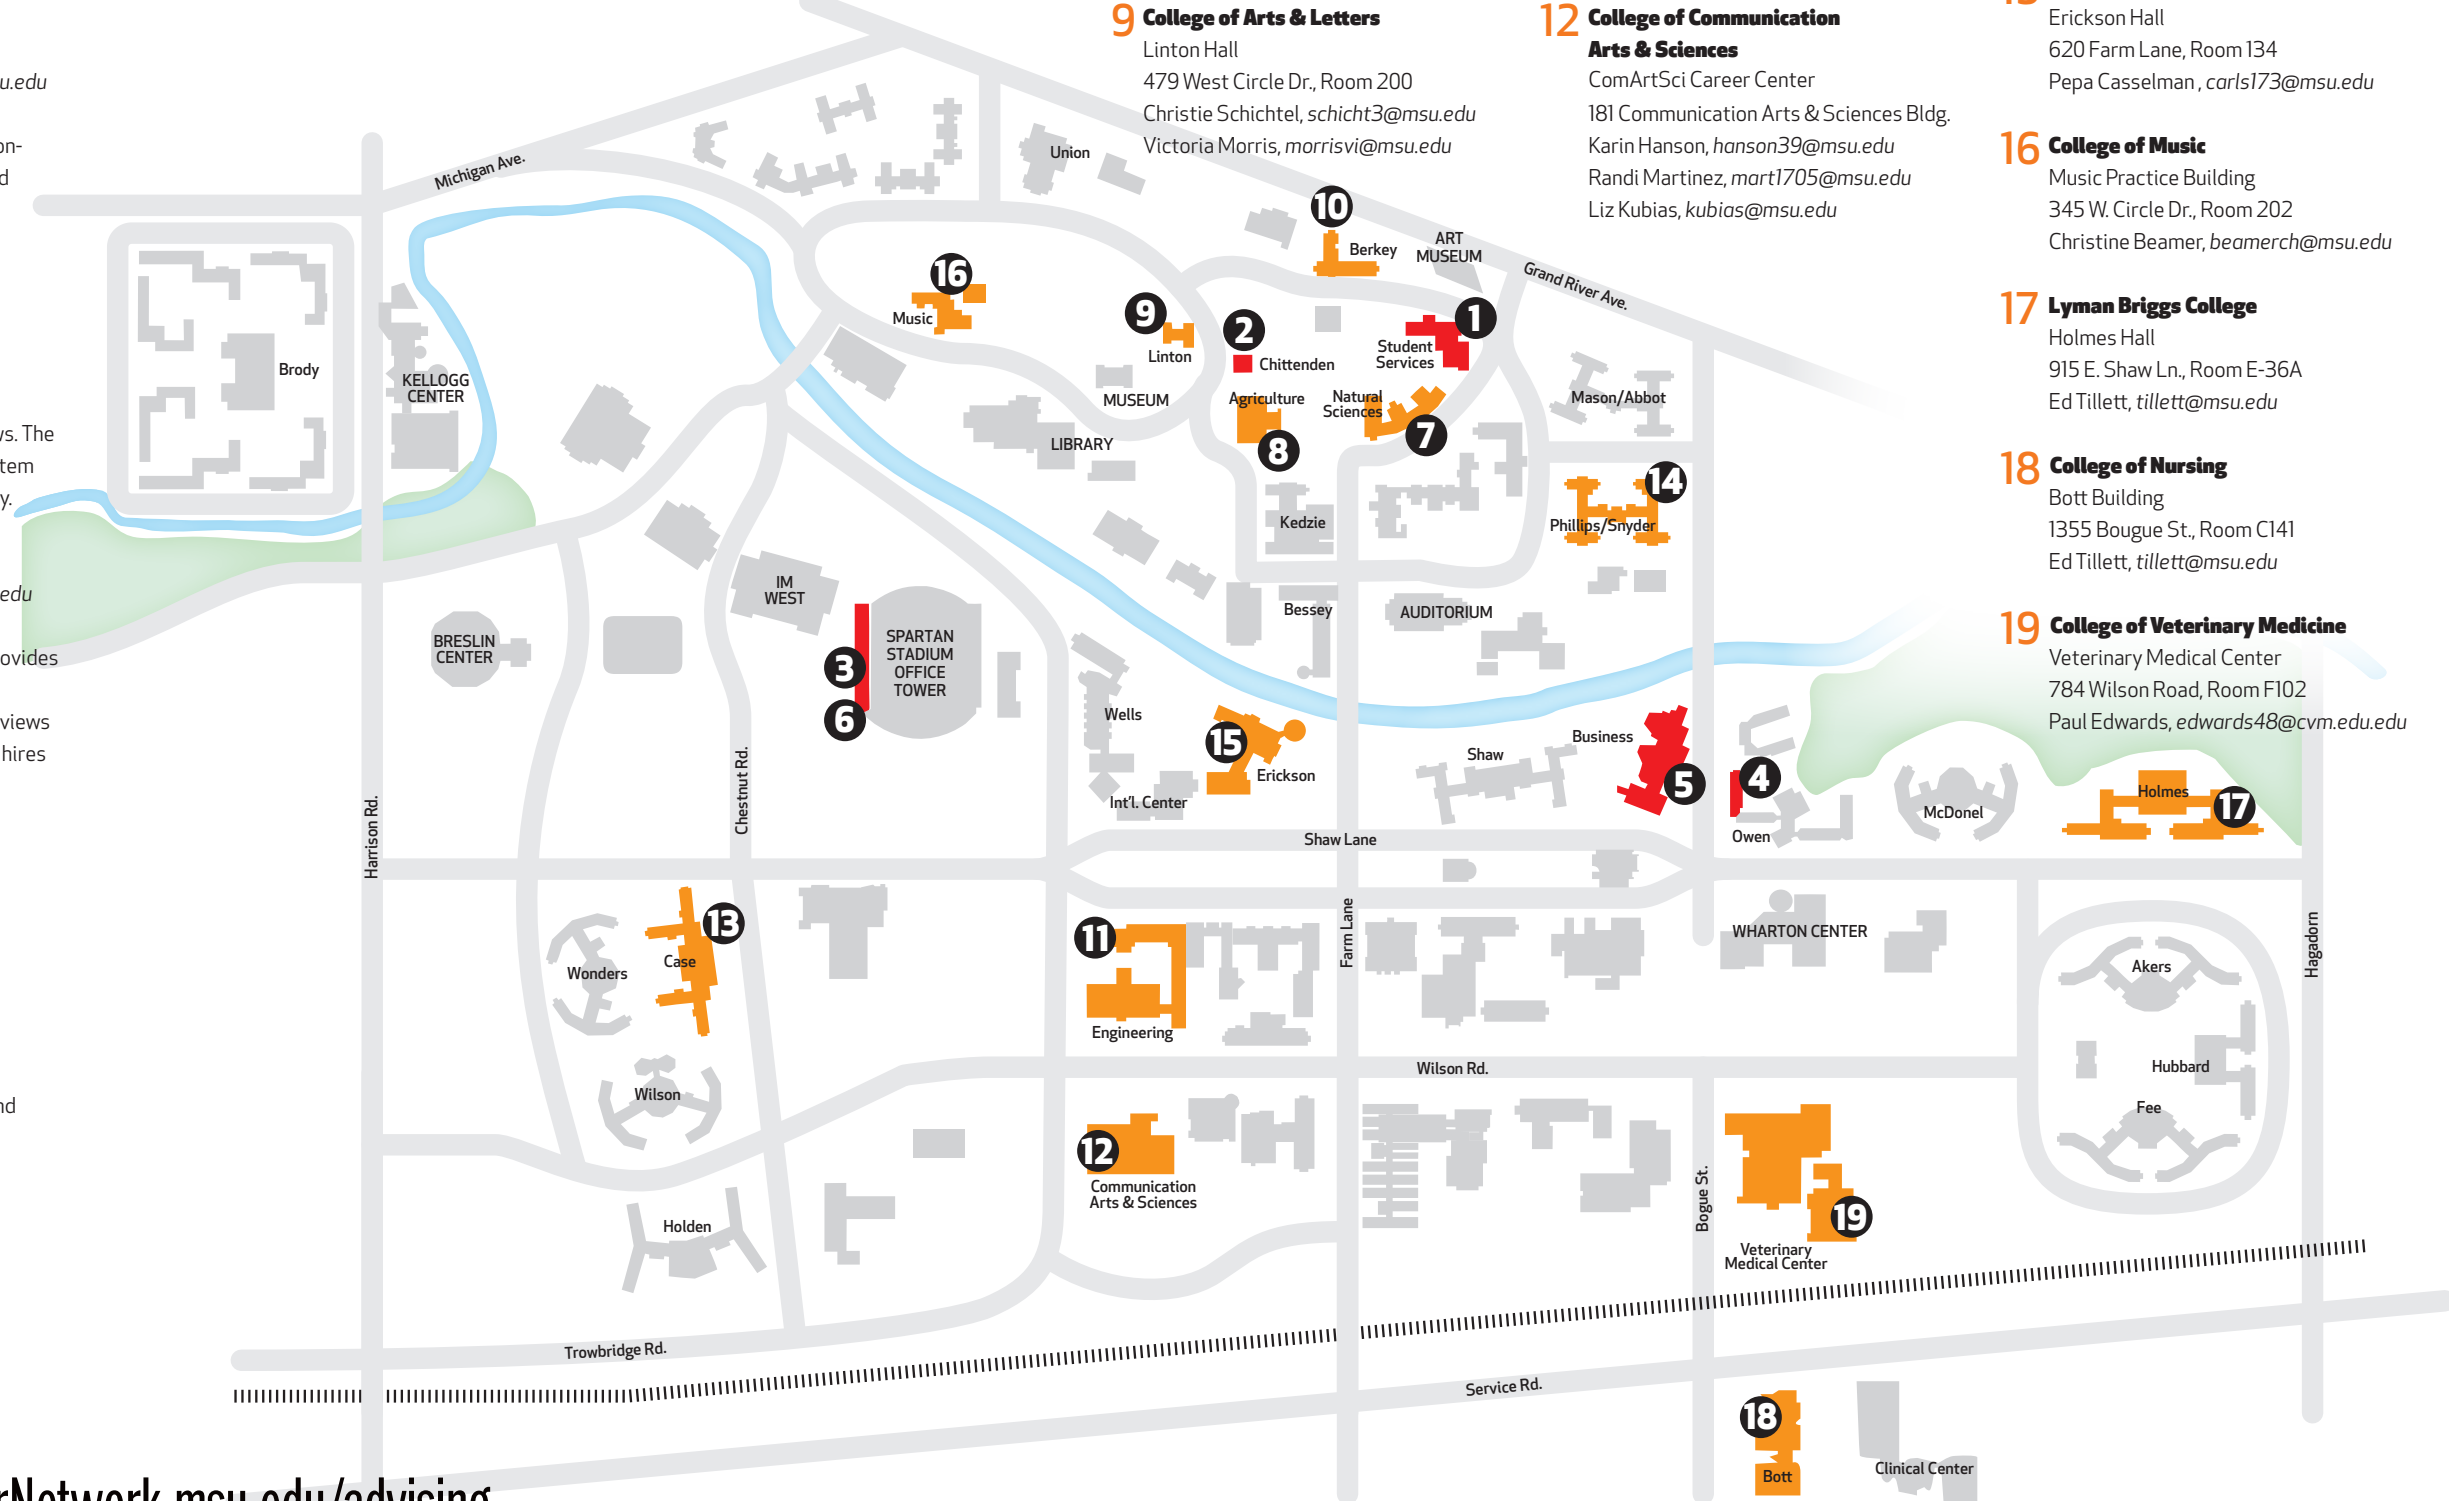 u.edu
on-
d
ws. The
tem
y.
edu
ovides
views
hires
nd
rNetwork.msu.edu/advising
9 College of Arts & Letters
Linton Hall
479 West Circle Dr., Room 200
Christie Schichtel, schicht3@msu.edu
Victoria Morris, morrisvi@msu.edu
12 College of Communication
Arts & Sciences
ComArtSci Career Center
181 Communication Arts & Sciences Bldg.
Karin Hanson, hanson39@msu.edu
Randi Martinez, mart1705@msu.edu
Liz Kubias, kubias@msu.edu
Erickson Hall
620 Farm Lane, Room 134
Pepa Casselman , carls173@msu.edu
16 College of Music
Music Practice Building
345 W. Circle Dr., Room 202
Christine Beamer, beamerch@msu.edu
17 Lyman Briggs College
Holmes Hall
915 E. Shaw Ln., Room E-36A
Ed Tillett, tillett@msu.edu
18 College of Nursing
Bott Building
1355 Bougue St., Room C141
Ed Tillett, tillett@msu.edu
19 College of Veterinary Medicine
Veterinary Medical Center
784 Wilson Road, Room F102
Paul Edwards, edwards48@cvm.edu.edu
Michigan Ave.
Union
10
Berkey
ART
MUSEUM
Grand River Ave.
16
Music
9
Linton
2
Chittenden
1
Student
Services
Brody
KELLOGG
CENTER
MUSEUM
Agriculture
8
Natural
Sciences
7
Mason/Abbot
LIBRARY
14
Phillips/Snyder
Kedzie
IM
WEST
Bessey
AUDITORIUM
BRESLIN
CENTER
3
6
SPARTAN
STADIUM
OFFICE
TOWER
Wells
15
Erickson
Int'l. Center
Shaw
Business
5
4
Owen
McDonel
Holmes
17
Harrison Rd.
Chestnut Rd.
Shaw Lane
Farm Lane
Hagadorn
13
Case
Wonders
11
Engineering
WHARTON CENTER
Akers
Hubbard
Fee
Wilson
Wilson Rd.
12
Communication
Arts & Sciences
Bogue St.
19
Veterinary
Medical Center
Holden
Trowbridge Rd.
Service Rd.
18
Bott
Clinical Center